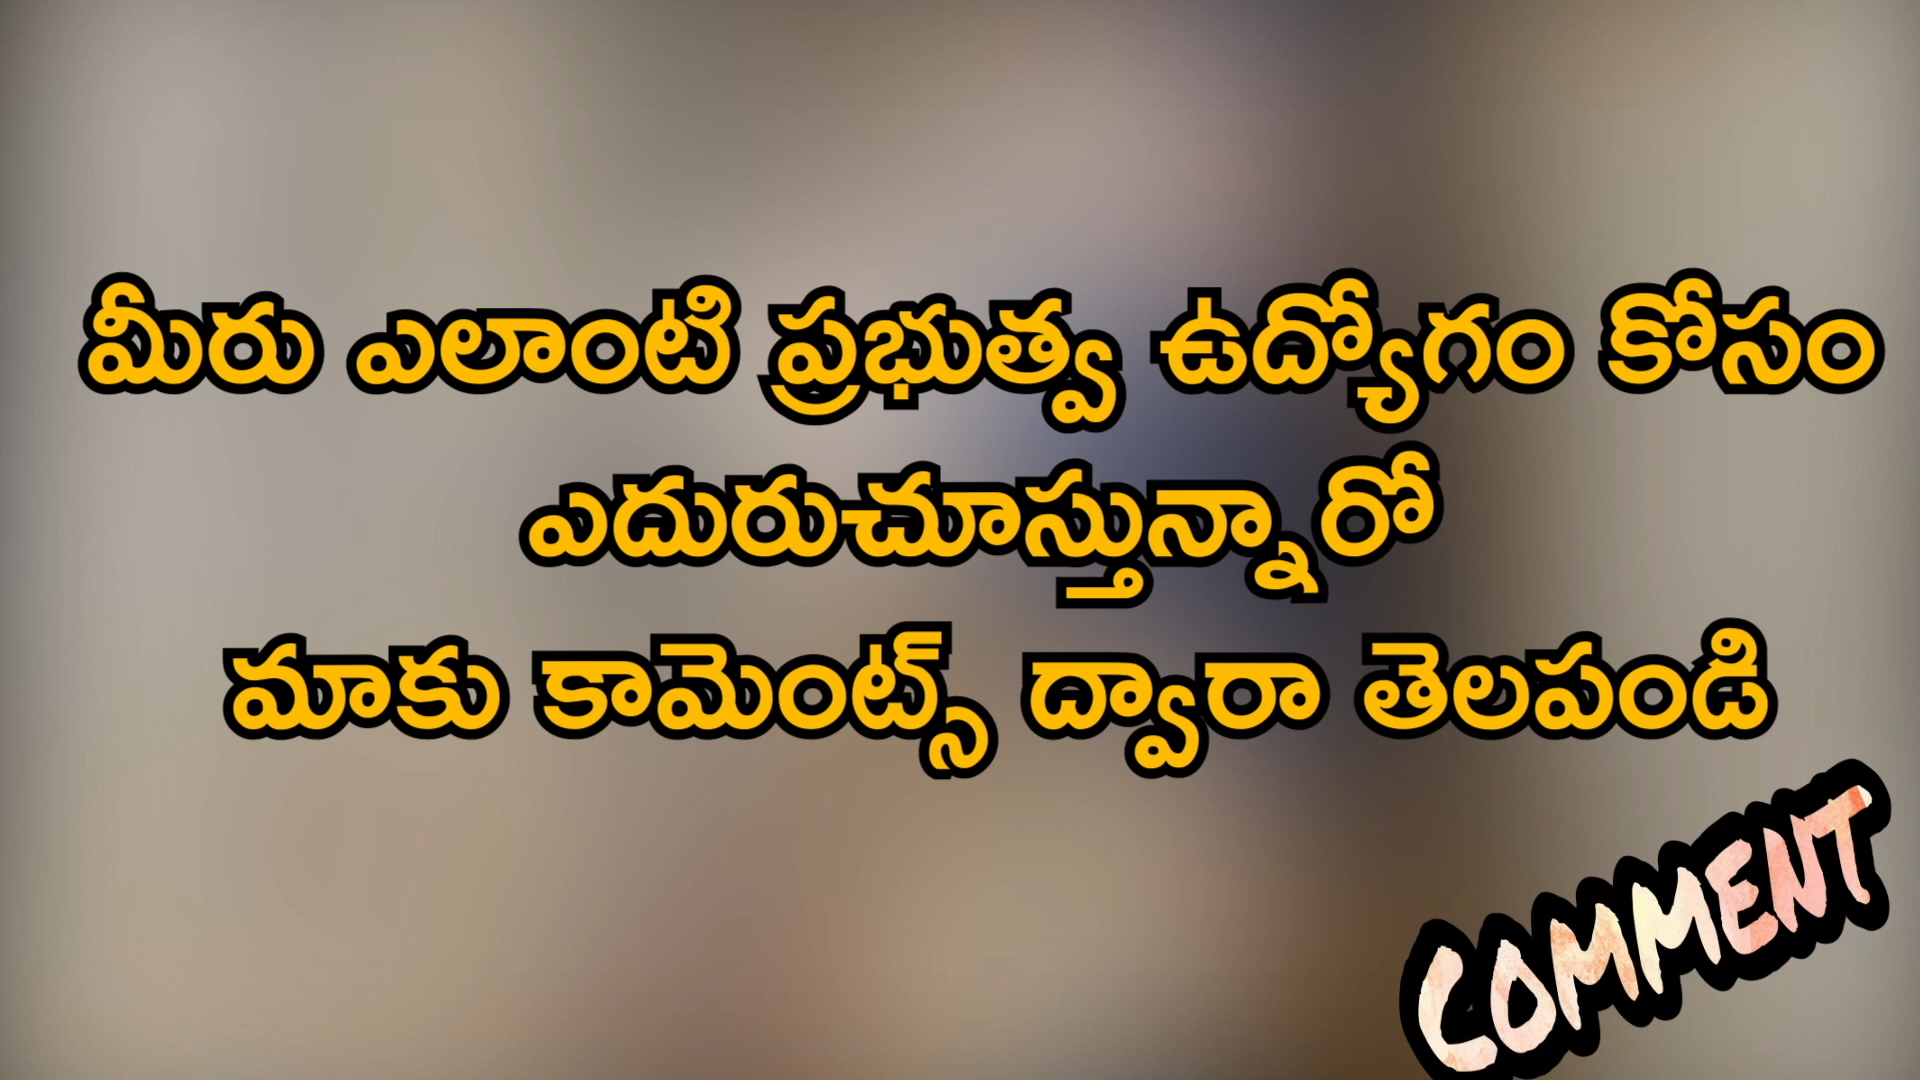 మీరు ఎలాంటి ప్రభుత్వ ఉద్యోగం కోసం
ఎదురుచూస్తున్నారో
మాకు కామెంట్స్ ద్వారా తెలపండి
COMMENT